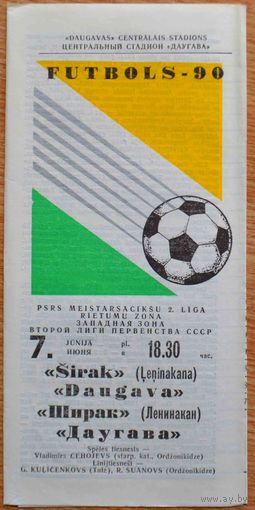 «DAUGAVAS» CENTRĀLAIS STADIONS
ЦЕНТРАЛЬНЫЙ СТАДИОН «ДАУГАВА»
FUTBOLS-90
PSRS MEISTARSACĪKŠU 2. LĪGA
RIETUMU ZONA
ЗАПАДНАЯ ЗОНА
ВТОРОЙ ЛИГИ ПЕРВЕНСТВА СССР
7. JŪNIJĀ ИЮНЯ pl. в 18.30 час.
«Širak» (Ļeņinakana)
«Daugava»
«Ширак» (Ленинакан)
«Даугава»
Spēles tiesnesis —
Vladimirs ČEHOJEVS (starp. kat., Ordžonikidze)
Līnijtiesneši —
G. KUĻIČENKOVS (Tula), R. SUANOVS (Ordžonikidze)
www.ay.by